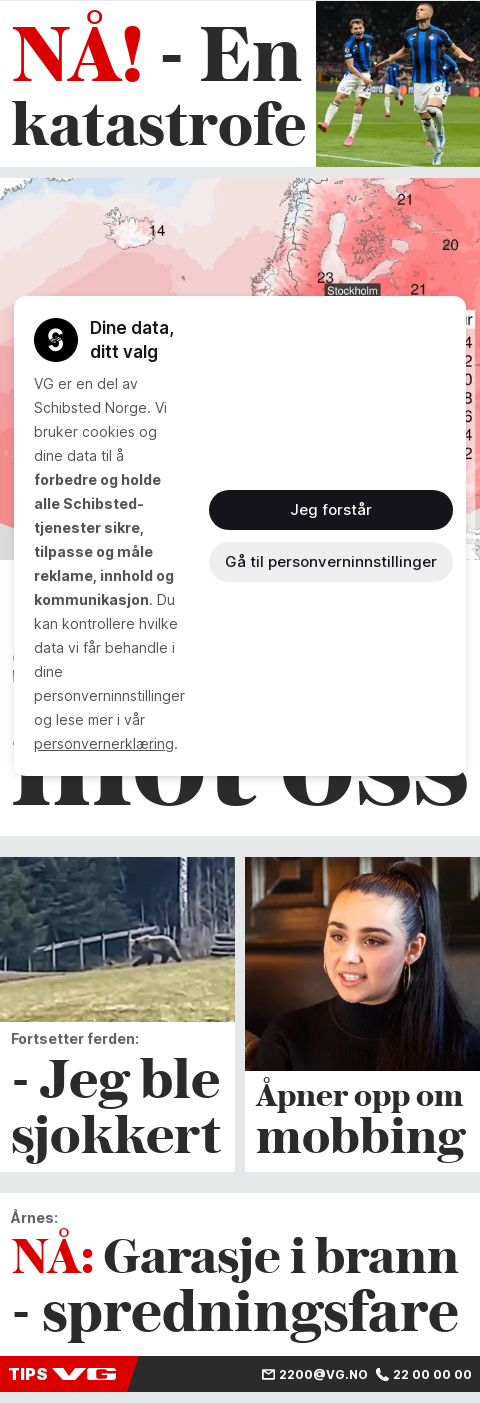 NÅ! - En
katastrofe
14
21
20
23
Stockholm
21
Dine data,
ditt valg
VG er en del av
Schibsted Norge. Vi
bruker cookies og
dine data til å
forbedre og holde
alle Schibsted-
tjenester sikre,
tilpasse og måle
reklame, innhold og
kommunikasjon. Du
kan kontrollere hvilke
data vi får behandle i
dine
personverninnstillinger
og lese mer i vår
personvernerklæring.
Jeg forstår
Gå til personverninnstillinger
mot oss
Fortsetter ferden:
- Jeg ble
sjokkert
Åpner opp om
mobbing
Årnes:
NÅ: Garasje i brann
- spredningsfare
TIPS VG
2200@VG.NO 22 00 00 00